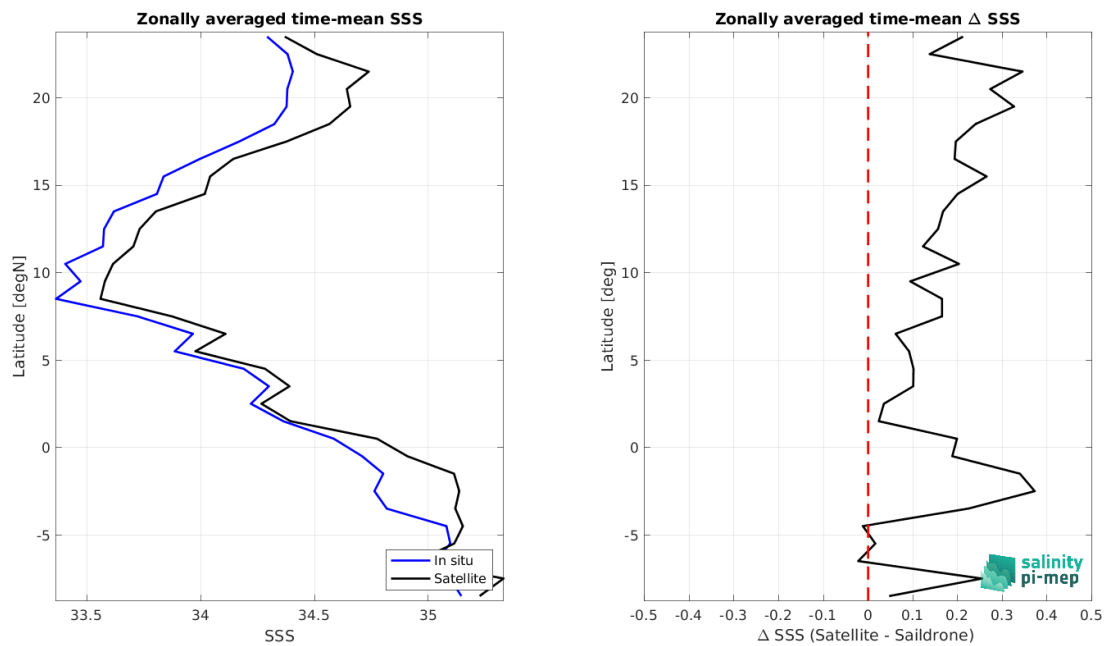 Zonally averaged time-mean SSS
Latitude [degN]
20
15
10
5
0
-5
33.5 34 34.5 35
SSS
In situ
Satellite
Zonally averaged time-mean Δ SSS
Latitude [deg]
20
15
10
5
0
-5
-0.5 -0.4 -0.3 -0.2 -0.1 0 0.1 0.2 0.3 0.4 0.5
Δ SSS (Satellite - Saildrone)
salinity
pi-mep